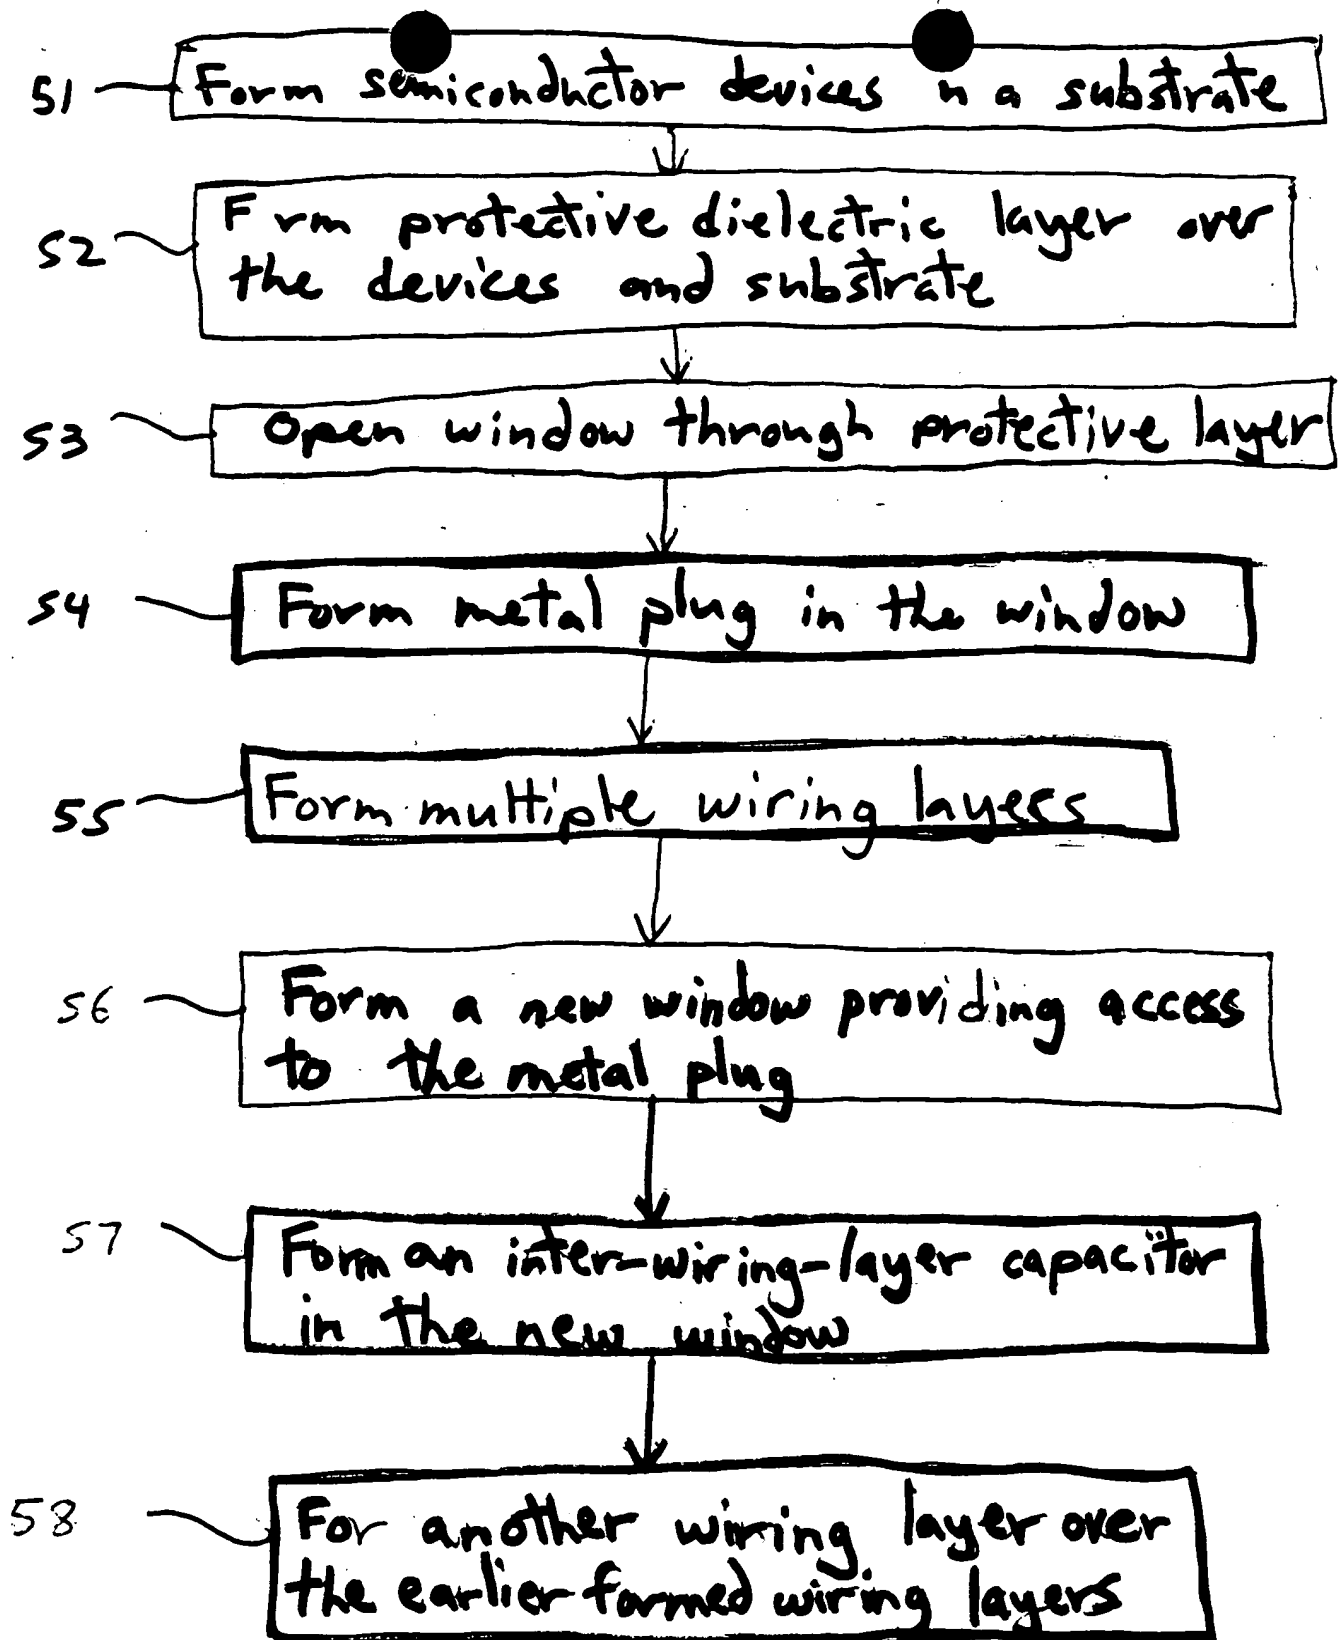 51 Form semiconductor devices n a substrate
52 F rm protective dielectric layer over
the devices and substrate
53 Open window through protective layer
54 Form metal plug in the window
55 Form multiple wiring layers
56 Form a new window providing access
to the metal plug
57 Form an inter-wiring-layer capacitor
in the new window
58 For another wiring layer over
the earlier-formed wiring layers